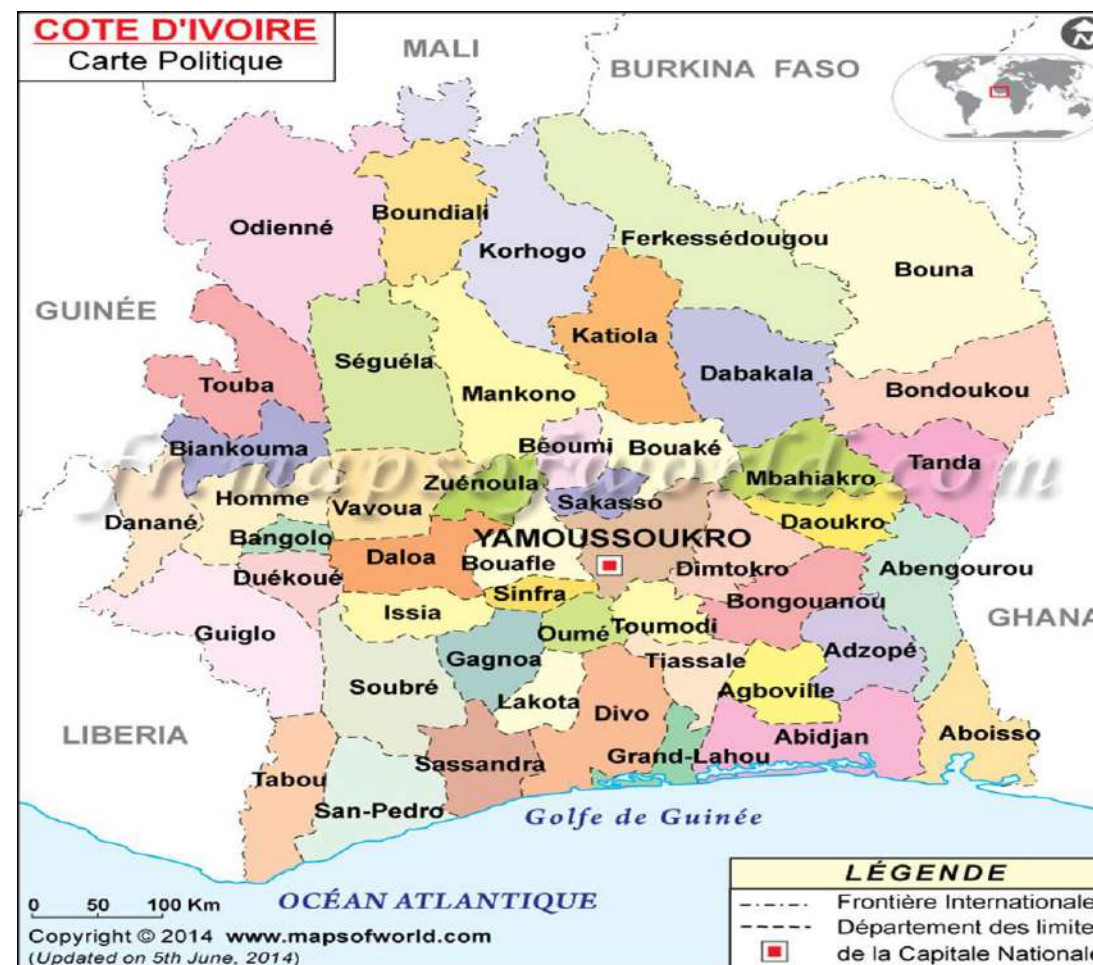 COTE D'IVOIRE
Carte Politique
MALI
BURKINA FASO
N
Odienné
Boundiali
Korhogo
Ferkessédougou
Bouna
GUINÉE
Touba
Séguéla
Mankono
Katiola
Dabakala
Bondoukou
Biankouma
Béoumi
Bouaké
Mbahiakro
Tanda
fr.mapsofworld.com
Danané
Homme
Vavoua
Zuénoula
Sakasso
Daoukro
Bangolo
Daloa
YAMOUSSOUKRO
Bouafle
Dimtokro
Abengourou
Duékoué
Sinfra
Bongouanou
Guiglo
Issia
Oumé
Toumodi
GHANA
Gagnoa
Tiassale
Adzopé
Soubré
Lakota
Divo
Agboville
LIBERIA
Abidjan
Aboisso
Tabou
Sassandra
Grand-Lahou
San-Pedro
Golfe de Guinée
OCÉAN ATLANTIQUE
0 50 100 Km
Copyright © 2014 www.mapsofworld.com
(Updated on 5th June, 2014)
LÉGENDE
Frontière Internationale
Département des limite
de la Capitale Nationale